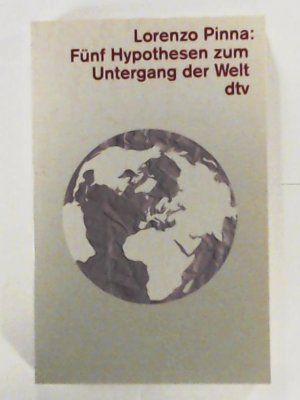 Lorenzo Pinna:
Fünf Hypothesen zum
Untergang der Welt
dtv